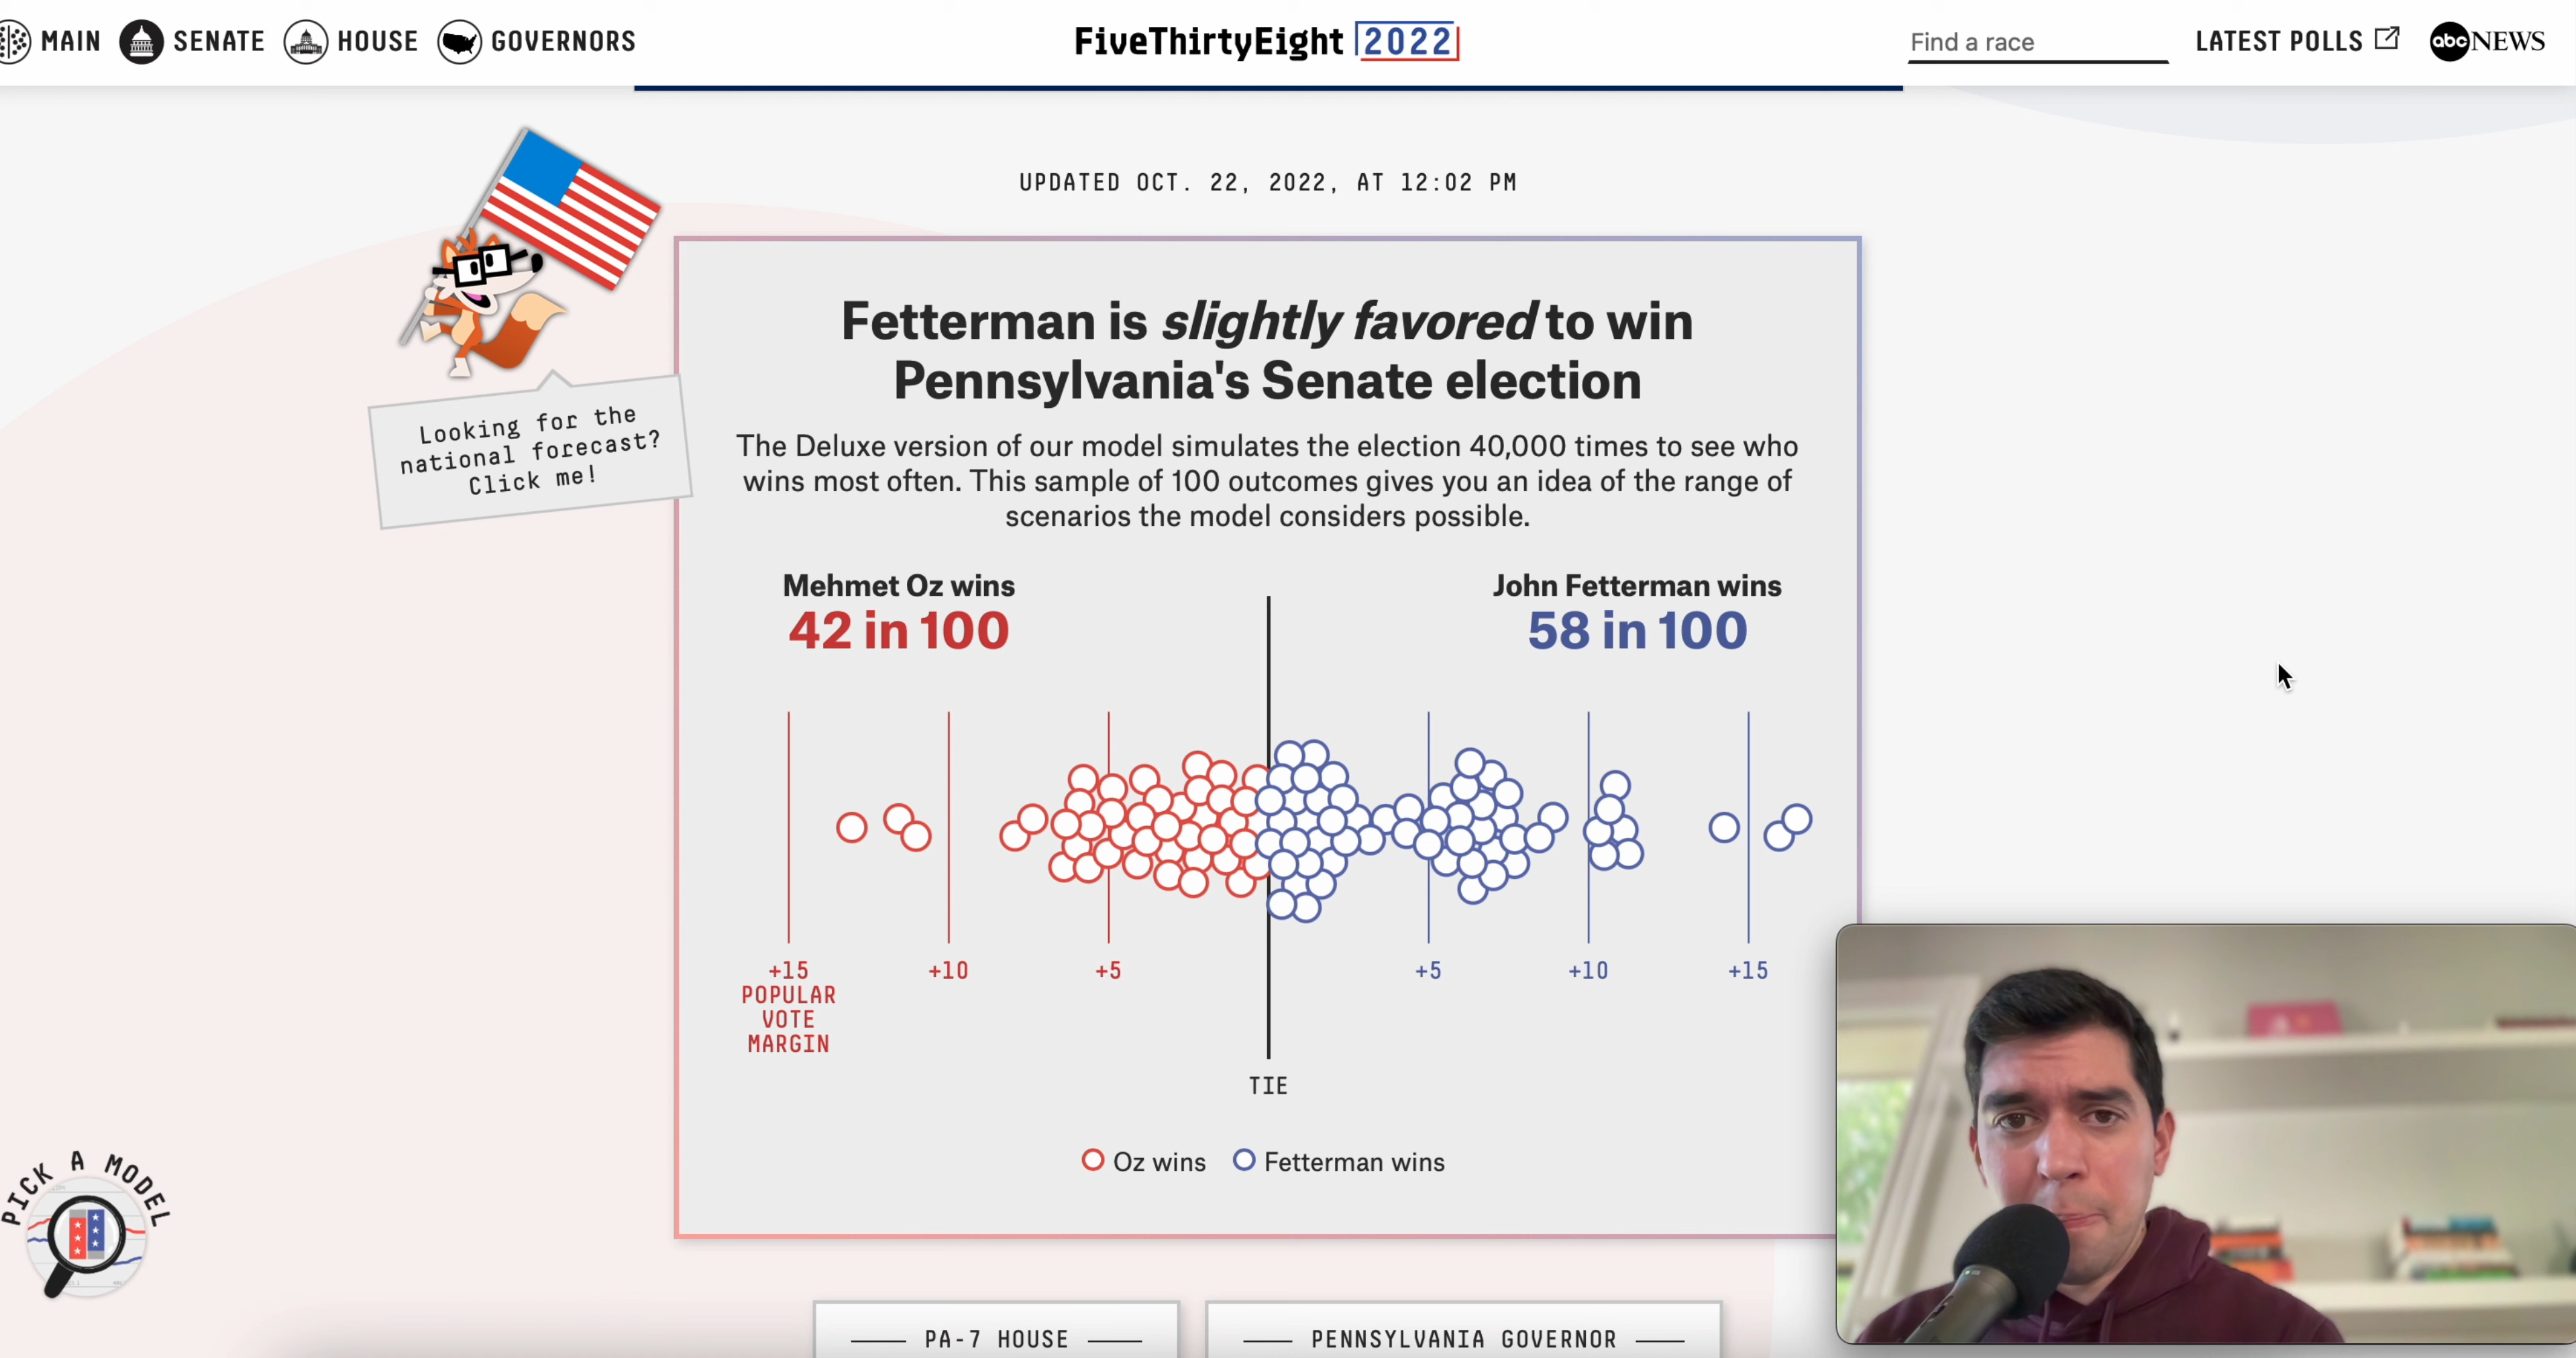 MAIN SENATE HOUSE GOVERNORS
FiveThirtyEight 2022
Find a race
LATEST POLLS
abc NEWS
UPDATED OCT. 22, 2022, AT 12:02 PM
Looking for the
national forecast?
Click me!
Fetterman is slightly favored to win
Pennsylvania's Senate election
The Deluxe version of our model simulates the election 40,000 times to see who
wins most often. This sample of 100 outcomes gives you an idea of the range of
scenarios the model considers possible.
Mehmet Oz wins
42 in 100
John Fetterman wins
58 in 100
+15 +10 +5 +5 +10 +15
POPULAR
VOTE
MARGIN
TIE
Oz wins Fetterman wins
PICK A MODEL
PA-7 HOUSE
PENNSYLVANIA GOVERNOR